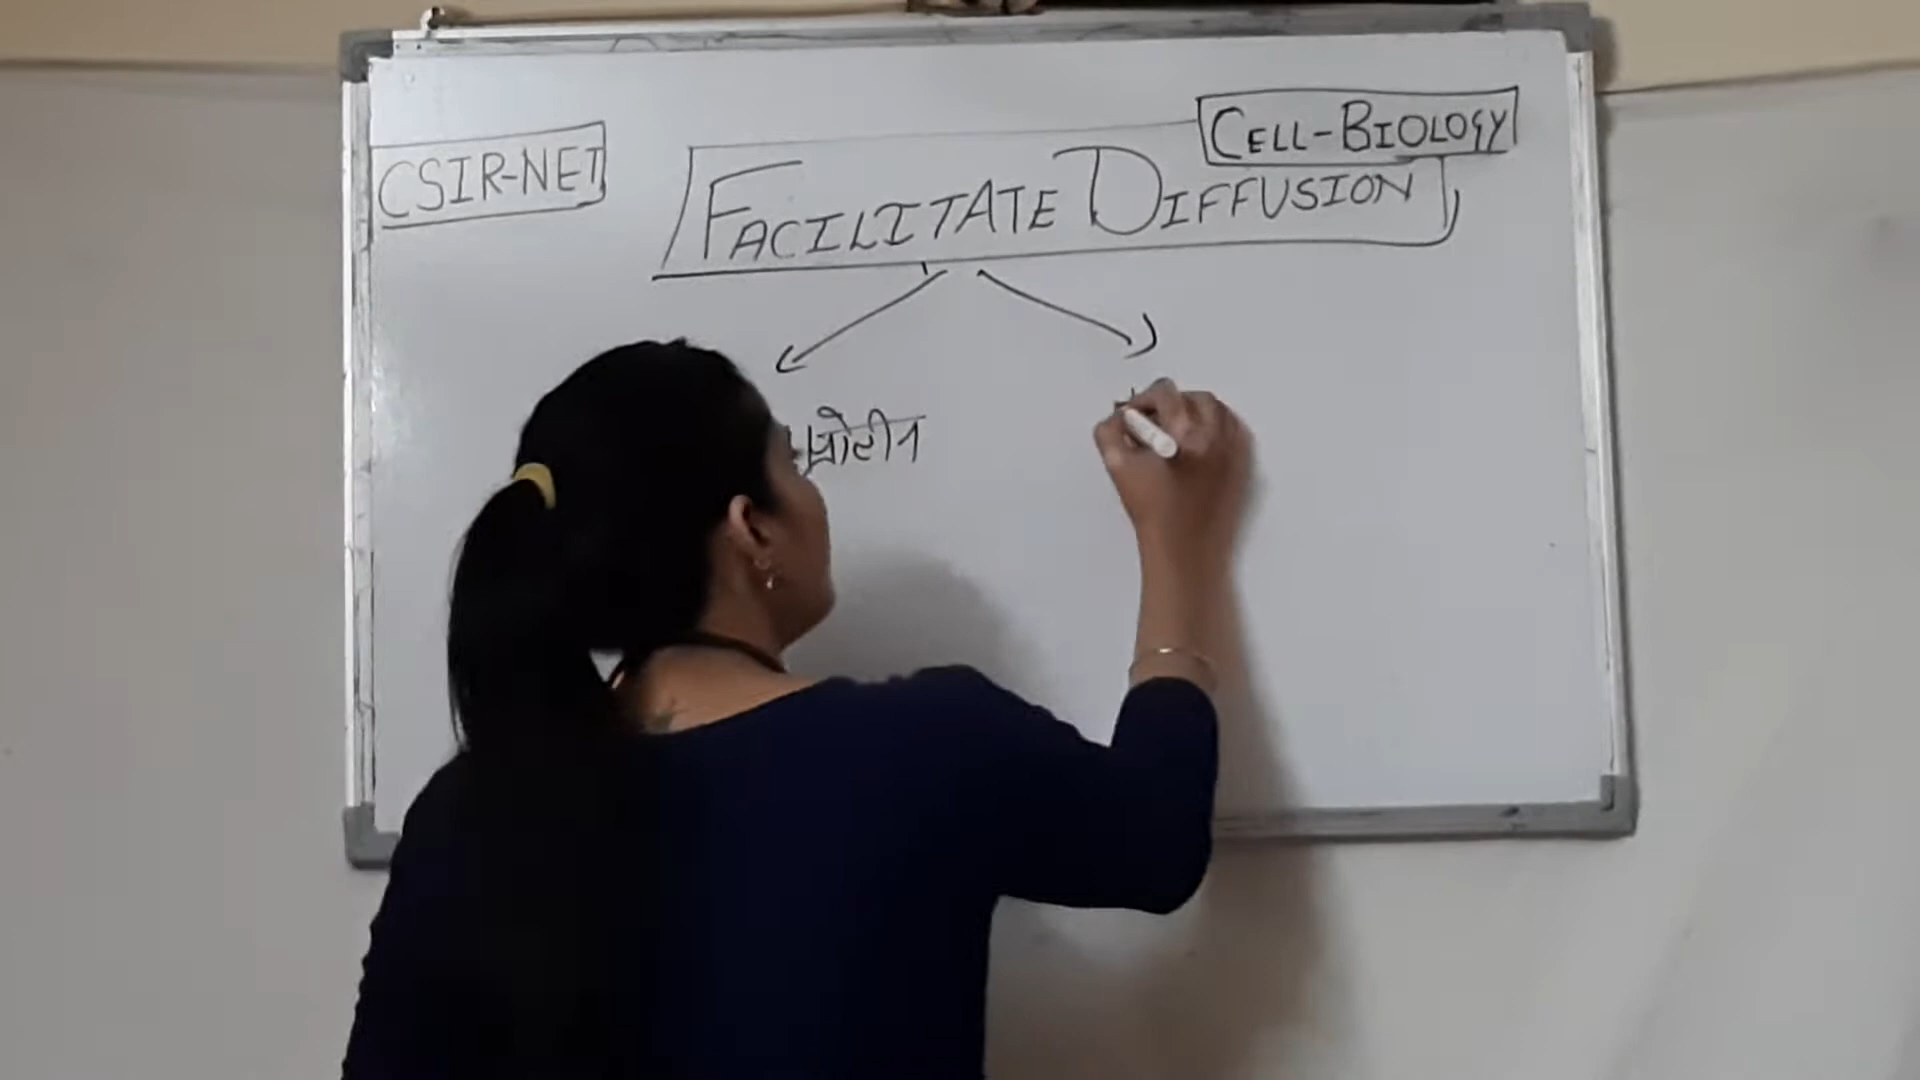 CSIR-NET
CELL-BIOLOGY
FACILITATE DIFFUSION
प्रोटीन